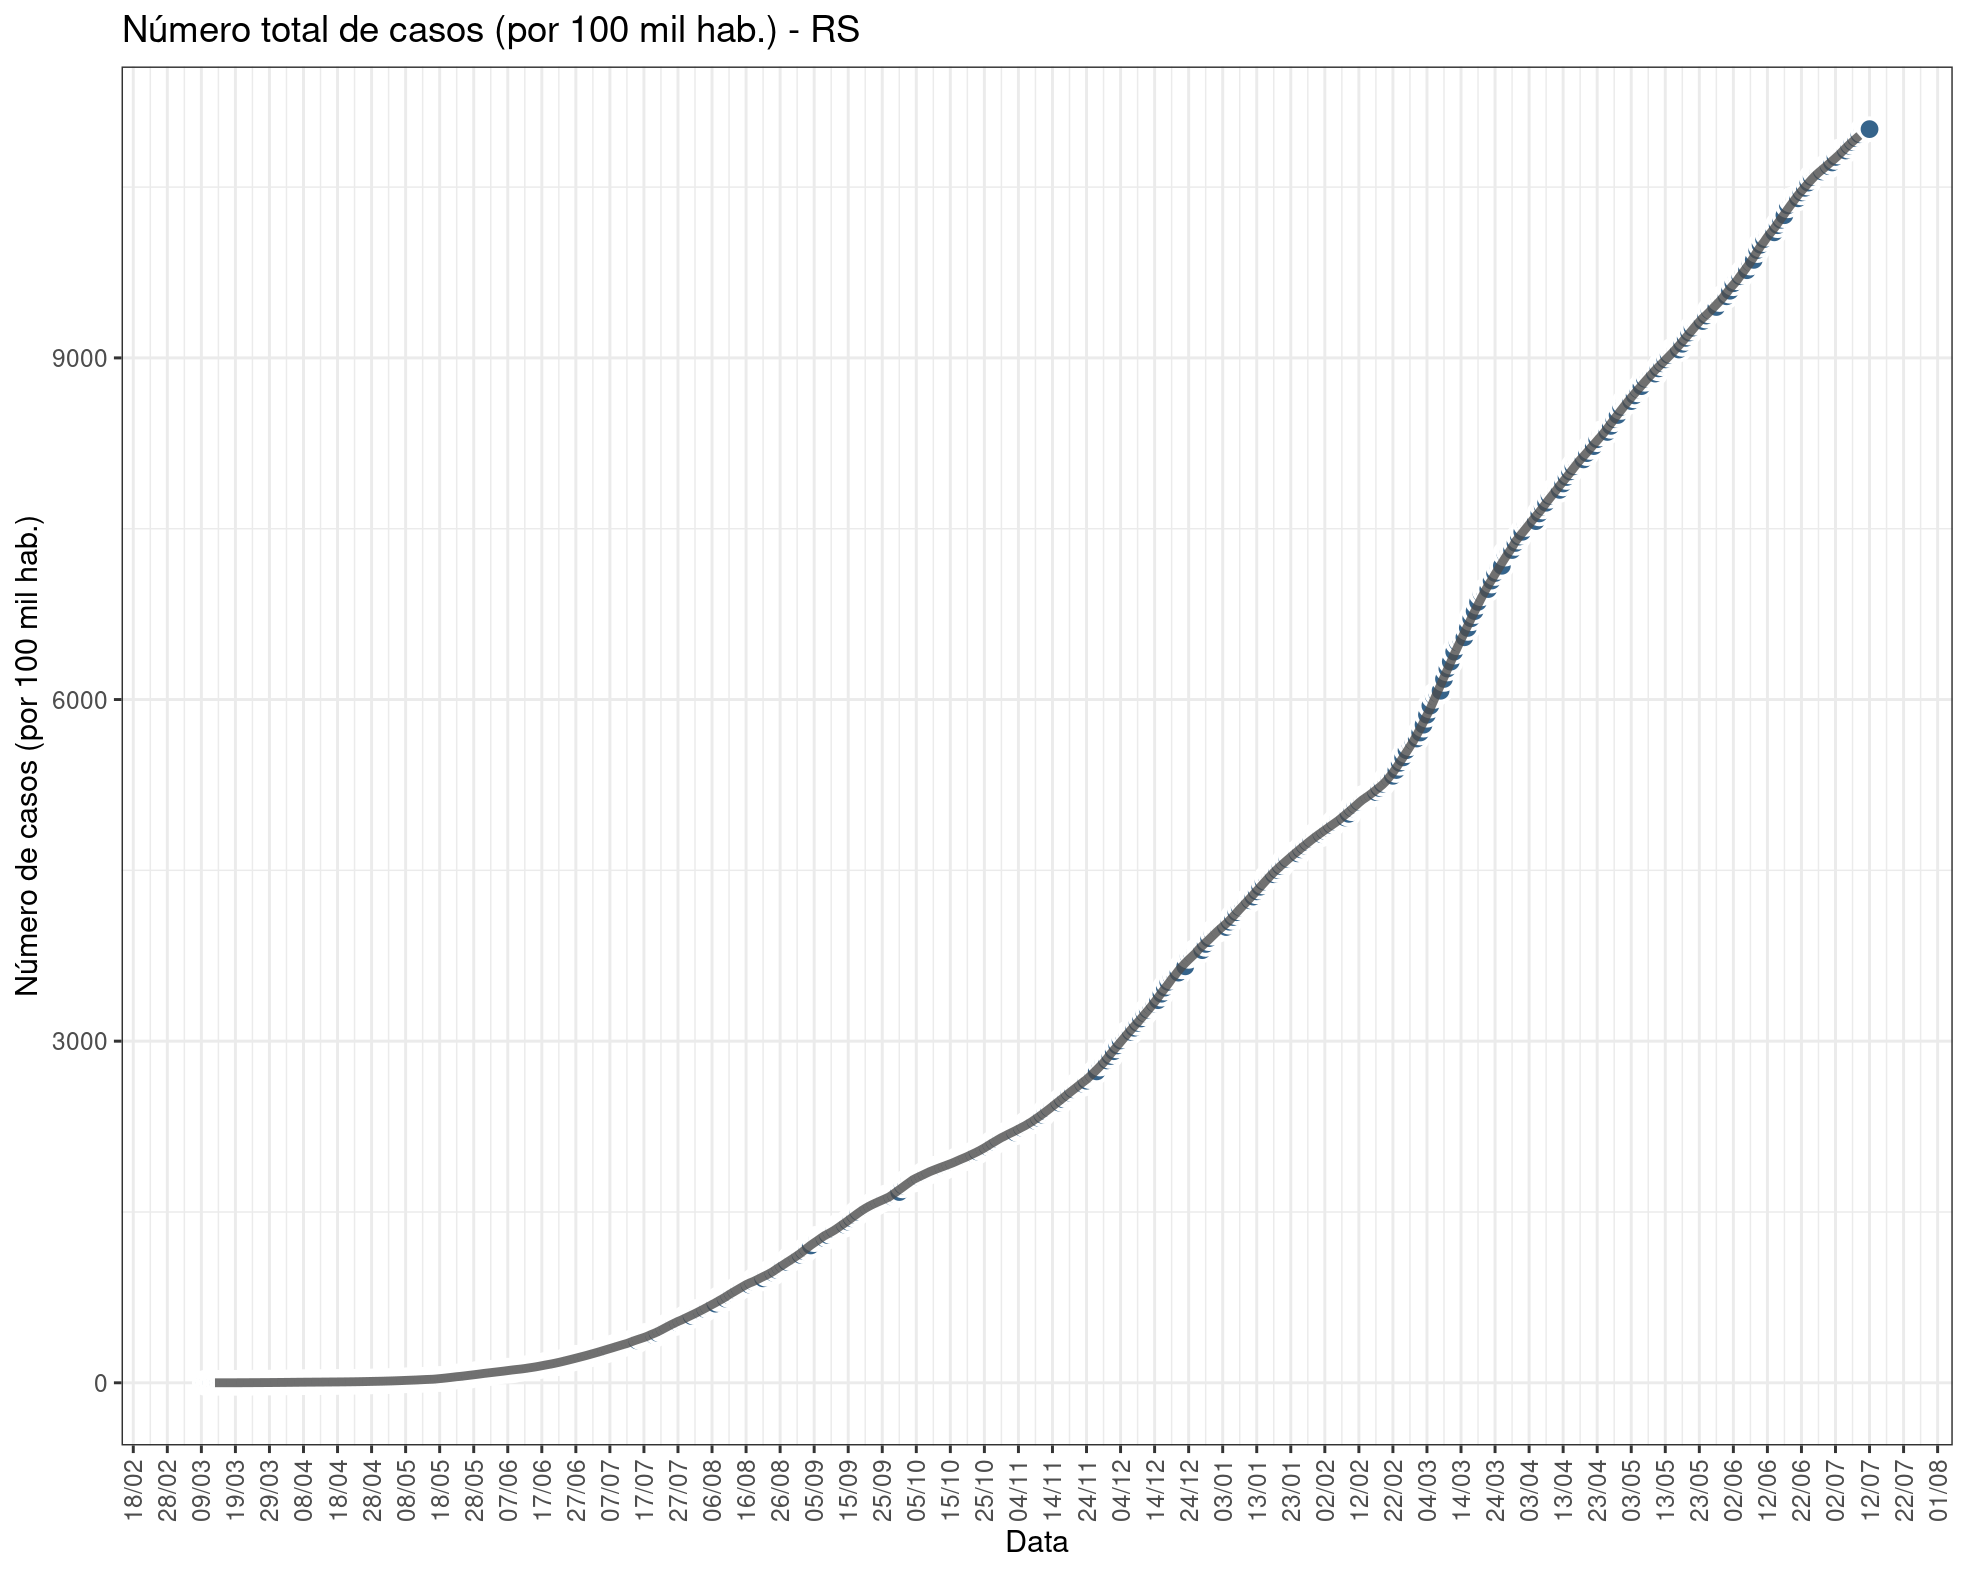 Número total de casos (por 100 mil hab.) - RS
Número de casos (por 100 mil hab.)
9000
6000
3000
0
18/02 28/02 09/03 19/03 29/03 08/04 18/04 28/04 08/05 18/05 28/05 07/06 17/06 27/06 07/07 17/07 27/07 06/08 16/08 26/08 05/09 15/09 25/09 05/10 15/10 25/10 04/11 14/11 24/11 04/12 14/12 24/12 03/01 13/01 23/01 02/02 12/02 22/02 04/03 14/03 24/03 03/04 13/04 23/04 03/05 13/05 23/05 02/06 12/06 22/06 02/07 12/07 22/07 01/08
Data